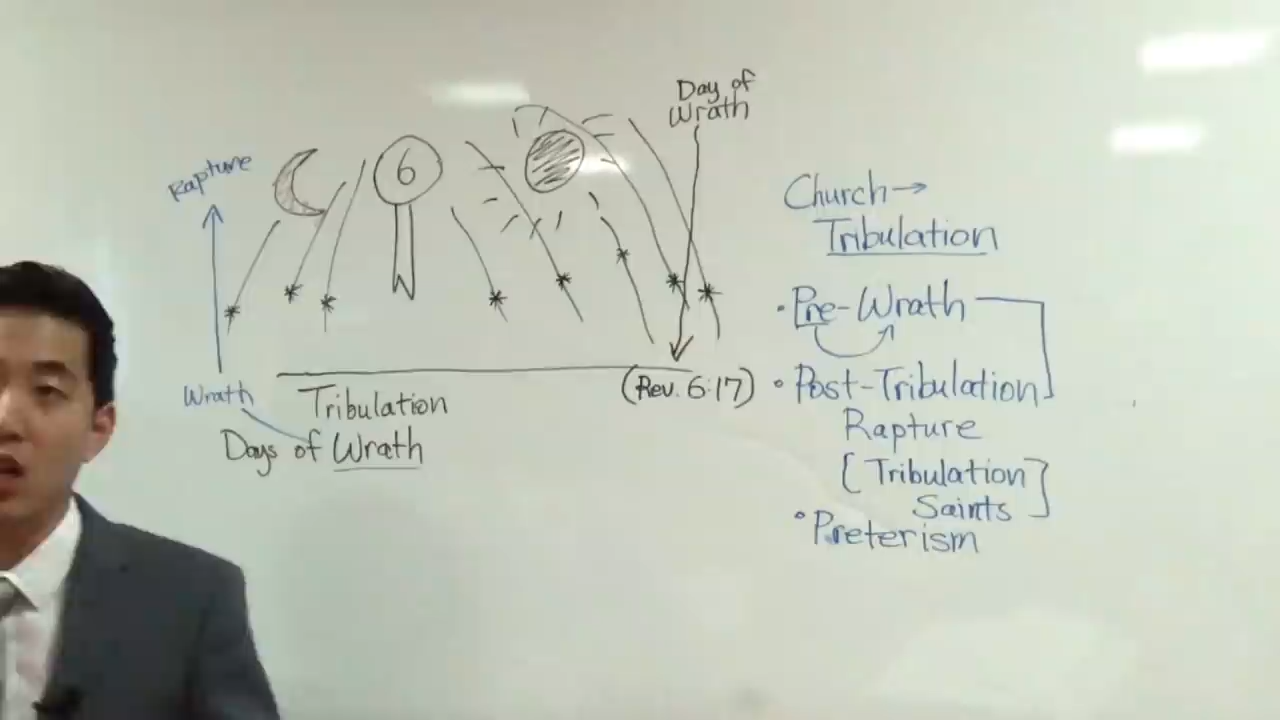 Rapture
6
Day of
Wrath
Wrath
Tribulation
Days of Wrath
(Rev. 6:17)
Church→
Tribulation
• Pre-Wrath
• Post-Tribulation
Rapture
[Tribulation
Saints]
• Preterism